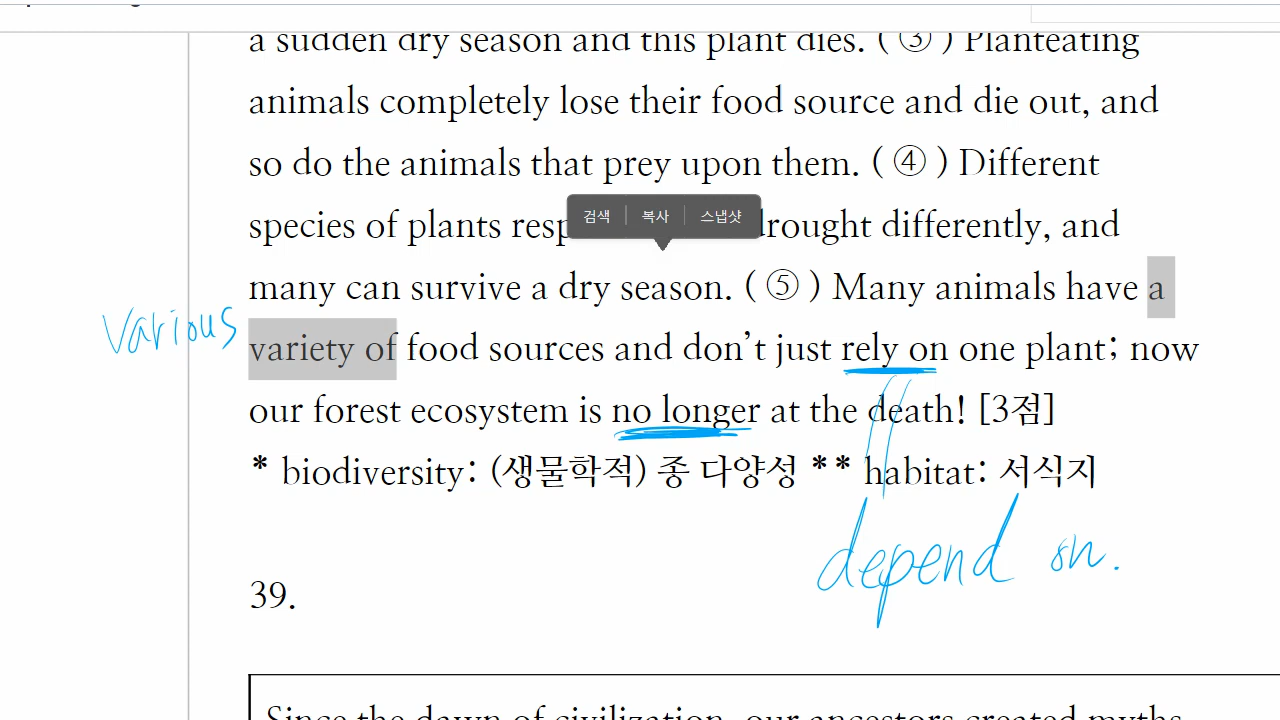 a sudden dry season and this plant dies. ( ③ ) Planteating
animals completely lose their food source and die out, and
so do the animals that prey upon them. ( ④ ) Different
검색 복사 스냅샷
species of plants resp drought differently, and
many can survive a dry season. ( ⑤ ) Many animals have a
various
variety of food sources and don't just rely on one plant; now
our forest ecosystem is no longer at the death! [3점]
* biodiversity: (생물학적) 종 다양성 ** habitat: 서식지
depend on.
39.
Since the dawn of civilization, our ancestors created myths